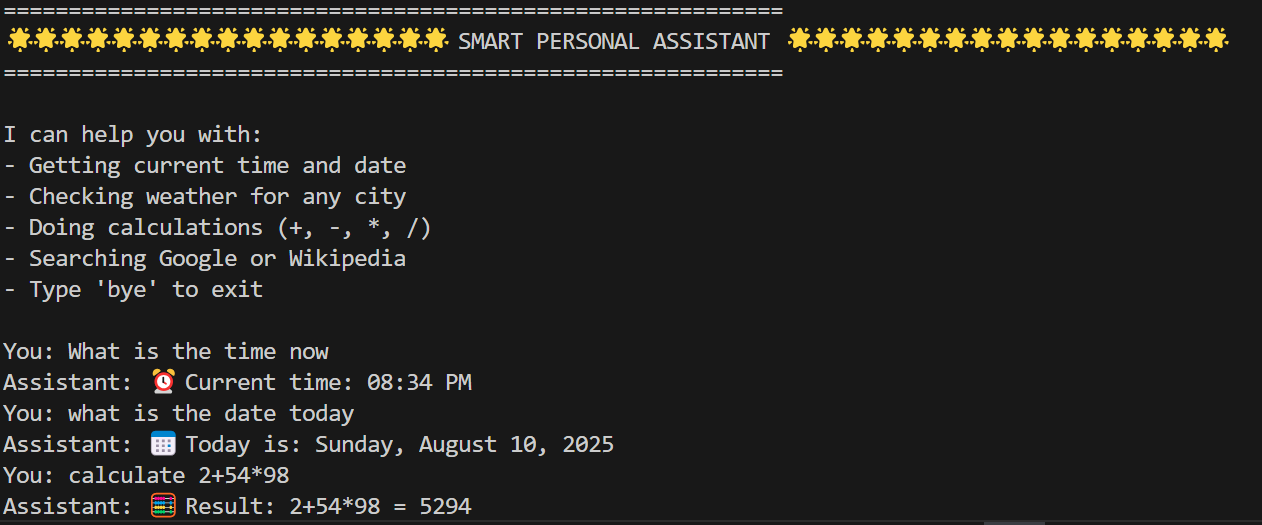 ============================================================
🌟🌟🌟🌟🌟🌟🌟🌟🌟🌟🌟🌟🌟🌟🌟🌟🌟 SMART PERSONAL ASSISTANT 🌟🌟🌟🌟🌟🌟🌟🌟🌟🌟🌟🌟🌟🌟🌟🌟🌟
============================================================
I can help you with:
- Getting current time and date
- Checking weather for any city
- Doing calculations (+, -, *, /)
- Searching Google or Wikipedia
- Type 'bye' to exit
You: What is the time now
Assistant: ⏰ Current time: 08:34 PM
You: what is the date today
Assistant: 📅 Today is: Sunday, August 10, 2025
You: calculate 2+54*98
Assistant: 🧮 Result: 2+54*98 = 5294